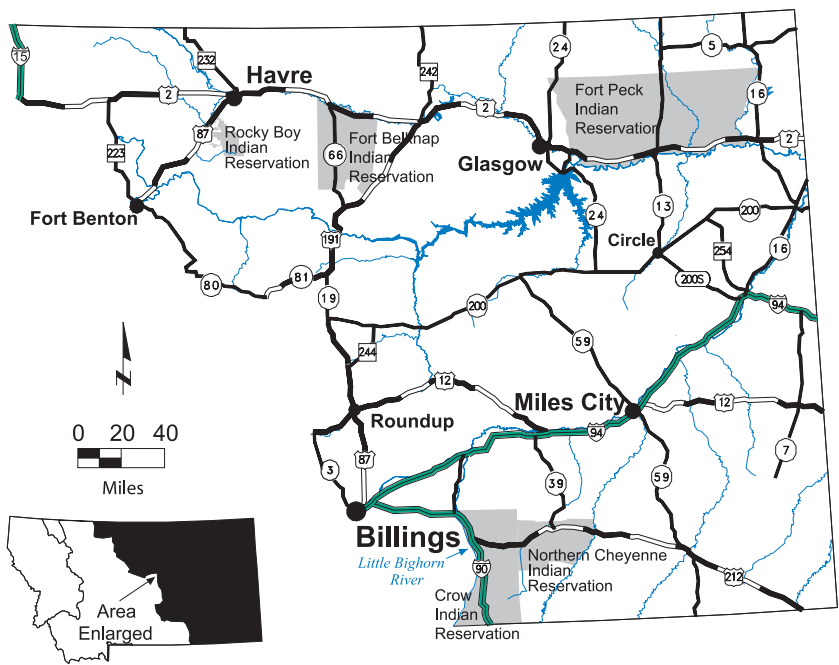 15
232
Havre
242
24
5
2
87
223
Rocky Boy
Indian
Reservation
Fort Belknap
Indian
Reservation
66
2
Fort Peck
Indian
Reservation
16
2
Glasgow
Fort Benton
191
24
13
200
Circle
254
16
80
81
19
200
200S
94
59
244
12
Miles City
12
Roundup
N
0 20 40
Miles
3
87
94
39
59
7
Billings
Little Bighorn
River
90
Northern Cheyenne
Indian
Reservation
212
Crow
Indian
Reservation
Area
Enlarged